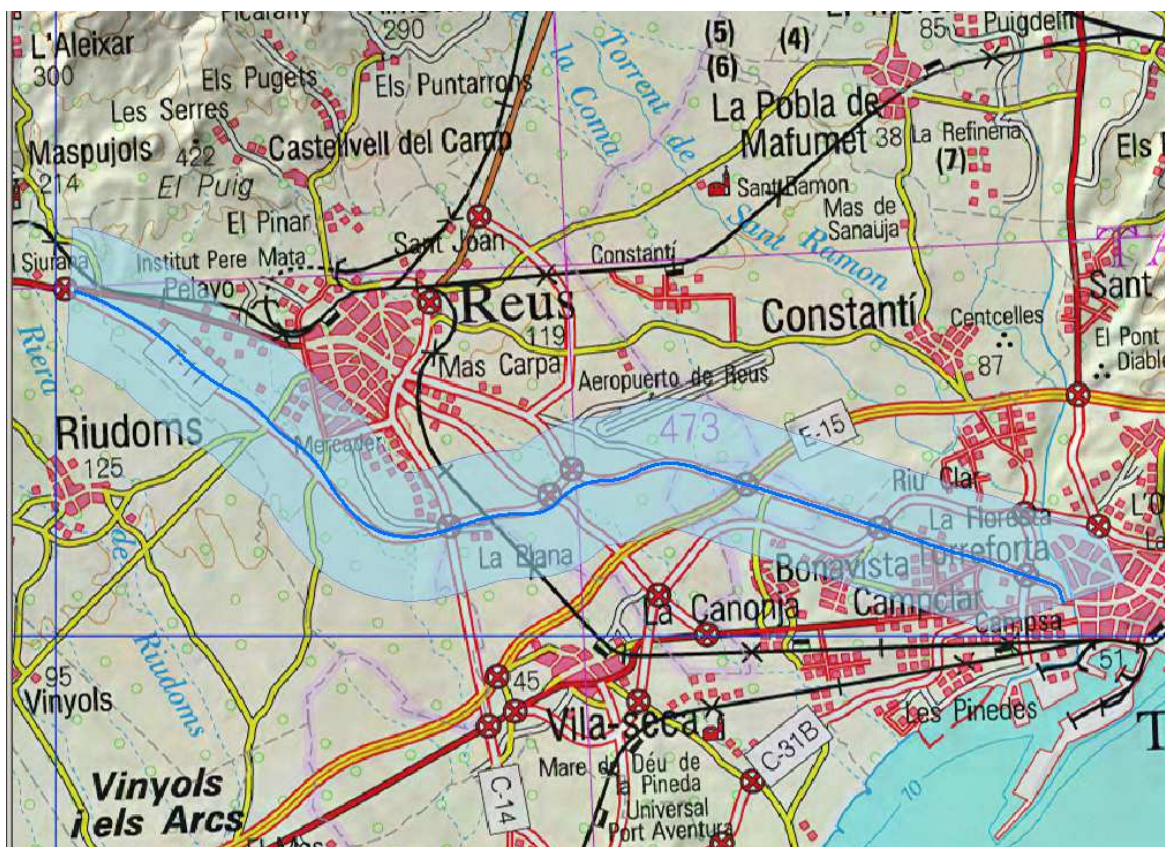 290
(5)
(4)
85
Puigdelfí
L'Aleixar
300
Els Pugets
Els Puntarrons
la Coma
Torrent de
(6)
Les Serres
La Pobla de
Mafumet
38
La Refineria
(7)
Els
Maspujols
422
Castellvell del Camp
214
El Puig
Sant Ramon
Mas de
Sanaüja
El Pinar
Sant Joan
Constantí
Sant Ramon
Institut Pere Mata
Pelayo
Reus
119
Constantí
Centcelles
Sant
Riera
Mas Carpa
Aeropuerto de Reus
87
El Pont
T-11
Riudoms
125
Mercader
473
E-15
Riu Clar
La Floresta
de
Riudoms
La Plana
Bonavista
Torreforta
La Canonja
Campclar
Campsa
51
95
Vinyols
45
Vila-seca
Les Pinedes
C-31B
Vinyols
i els Arcs
C-14
Mare de Déu de
la Pineda
Universal
Port Aventura
10
T